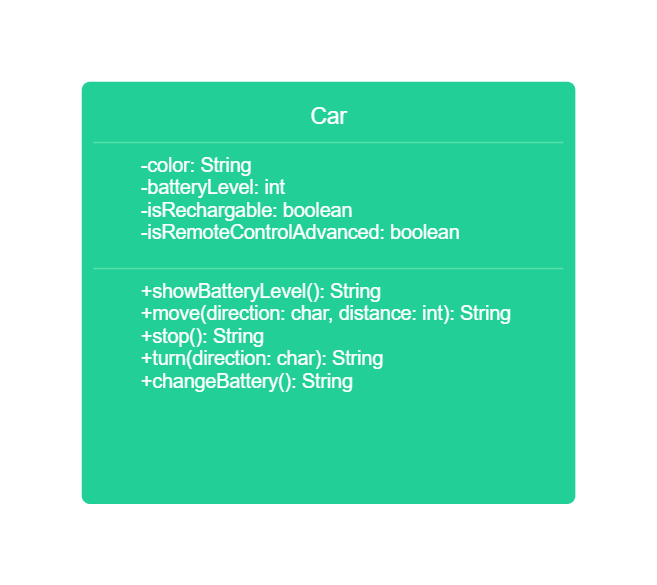 Car
-color: String
-batteryLevel: int
-isRechargable: boolean
-isRemoteControlAdvanced: boolean
+showBatteryLevel(): String
+move(direction: char, distance: int): String
+stop(): String
+turn(direction: char): String
+changeBattery(): String